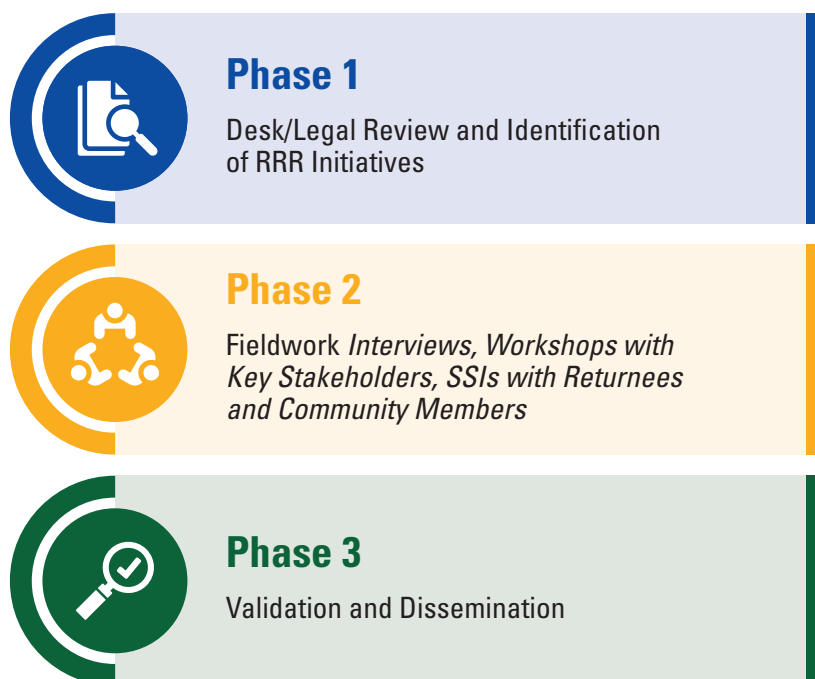 Phase 1
Desk/Legal Review and Identification
of RRR Initiatives
Phase 2
Fieldwork Interviews, Workshops with
Key Stakeholders, SSIs with Returnees
and Community Members
Phase 3
Validation and Dissemination